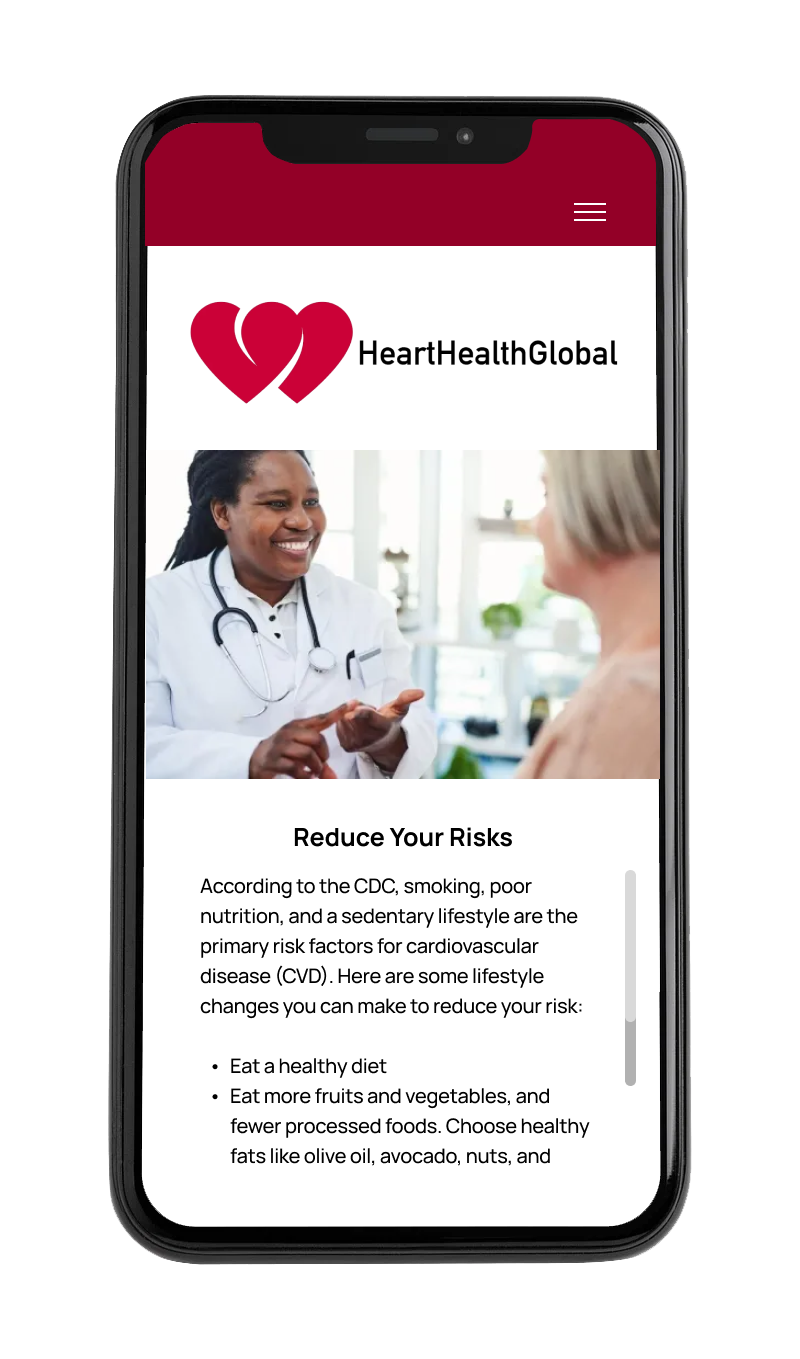 HeartHealthGlobal
Reduce Your Risks
According to the CDC, smoking, poor
nutrition, and a sedentary lifestyle are the
primary risk factors for cardiovascular
disease (CVD). Here are some lifestyle
changes you can make to reduce your risk:
• Eat a healthy diet
• Eat more fruits and vegetables, and
fewer processed foods. Choose healthy
fats like olive oil, avocado, nuts, and